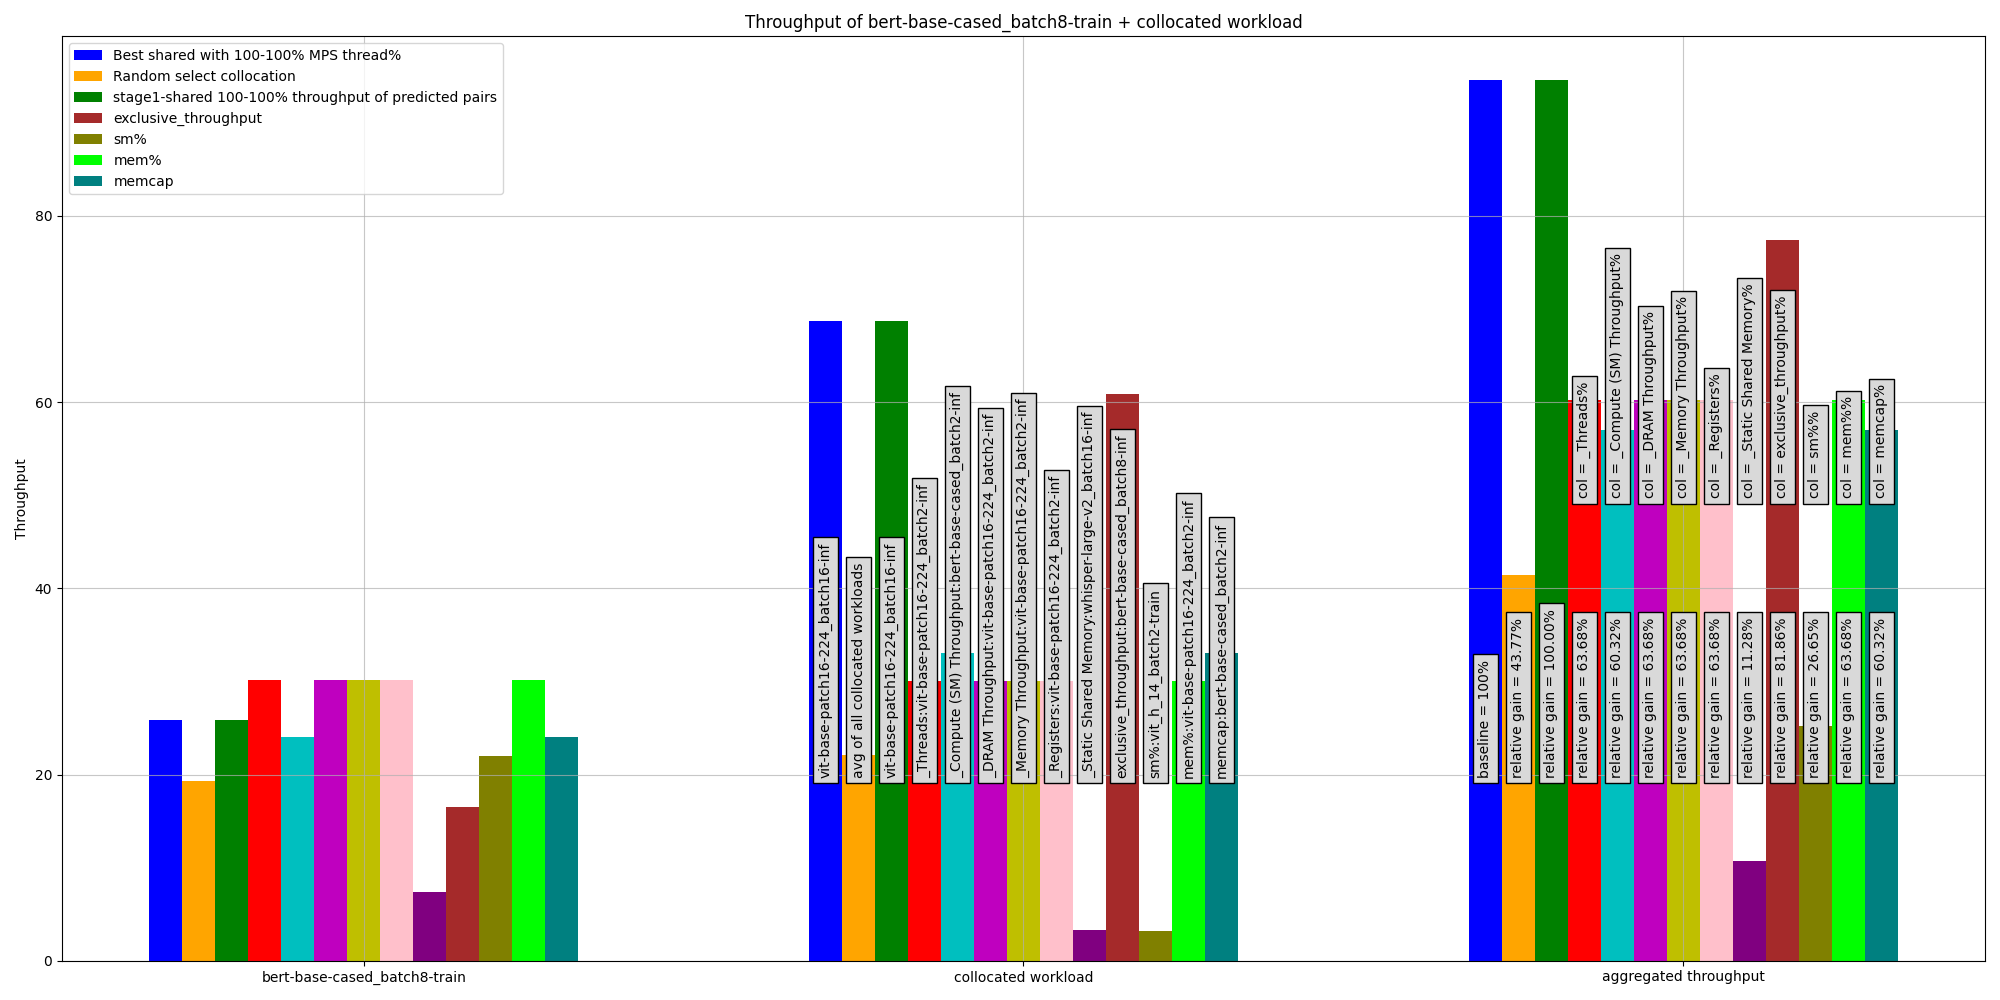 Throughput of bert-base-cased_batch8-train + collocated workload
Best shared with 100-100% MPS thread%
Random select collocation
stage1-shared 100-100% throughput of predicted pairs
exclusive_throughput
sm%
mem%
memcap
Throughput
80
60
40
20
0
vit-base-patch16-224_batch16-inf
avg of all collocated workloads
vit-base-patch16-224_batch16-inf
_Threads:vit-base-patch16-224_batch2-inf
_Compute (SM) Throughput:bert-base-cased_batch2-inf
_DRAM Throughput:vit-base-patch16-224_batch2-inf
_Memory Throughput:vit-base-patch16-224_batch2-inf
_Registers:vit-base-patch16-224_batch2-inf
_Static Shared Memory:whisper-large-v2_batch16-inf
exclusive_throughput:bert-base-cased_batch8-inf
sm%:vit_h_14_batch2-train
mem%:vit-base-patch16-224_batch2-inf
memcap:bert-base-cased_batch2-inf
col = _Threads%
col = _Compute (SM) Throughput%
col = _DRAM Throughput%
col = _Memory Throughput%
col = _Registers%
col = _Static Shared Memory%
col = exclusive_throughput%
col = sm%%
col = mem%%
col = memcap%
baseline = 100%
relative gain = 43.77%
relative gain = 100.00%
relative gain = 63.68%
relative gain = 60.32%
relative gain = 63.68%
relative gain = 63.68%
relative gain = 63.68%
relative gain = 11.28%
relative gain = 81.86%
relative gain = 26.65%
relative gain = 63.68%
relative gain = 60.32%
bert-base-cased_batch8-train
collocated workload
aggregated throughput